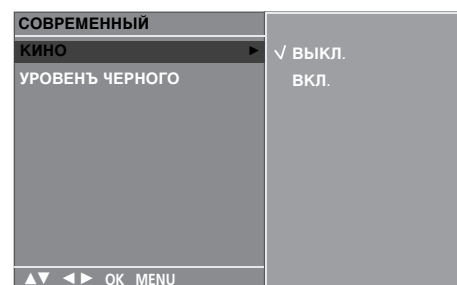 СОВРЕМЕННЫЙ
КИНО ►
УРОВЕНЪ ЧЕРНОГО
√ ВЫКЛ.
ВКЛ.
▲▼ ◄► OK MENU